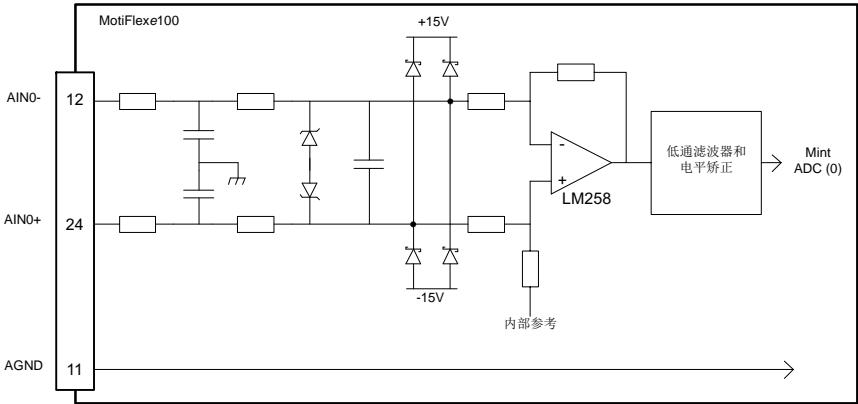 MotiFlexe100
+15V
AIN0-
12
低通滤波器和
电平矫正
Mint
ADC (0)
-
+
LM258
AIN0+
24
-15V
内部参考
AGND
11